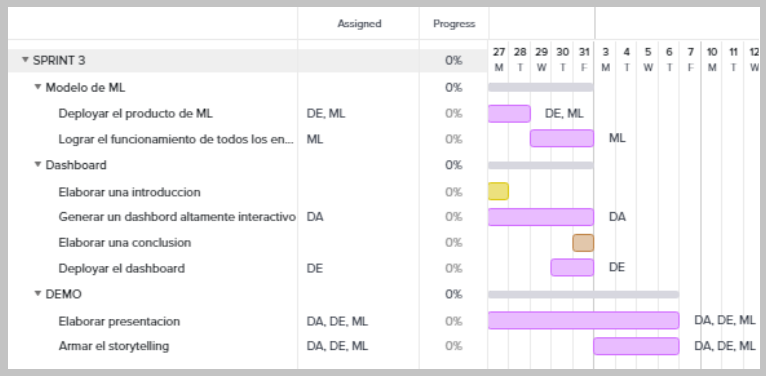 Assigned Progress
27 28 29 30 31 3 4 5 6 7 10 11 12
M T W T F M T W T F M T W
SPRINT 3 0%
Modelo de ML 0%
Deployar el producto de ML DE, ML 0% DE, ML
Lograr el funcionamiento de todos los en... ML 0% ML
Dashboard 0%
Elaborar una introduccion 0%
Generar un dashbord altamente interactivo DA 0% DA
Elaborar una conclusion 0%
Deployar el dashboard DE 0% DE
DEMO 0%
Elaborar presentacion DA, DE, ML 0% DA, DE, ML
Armar el storytelling DA, DE, ML 0% DA, DE, ML